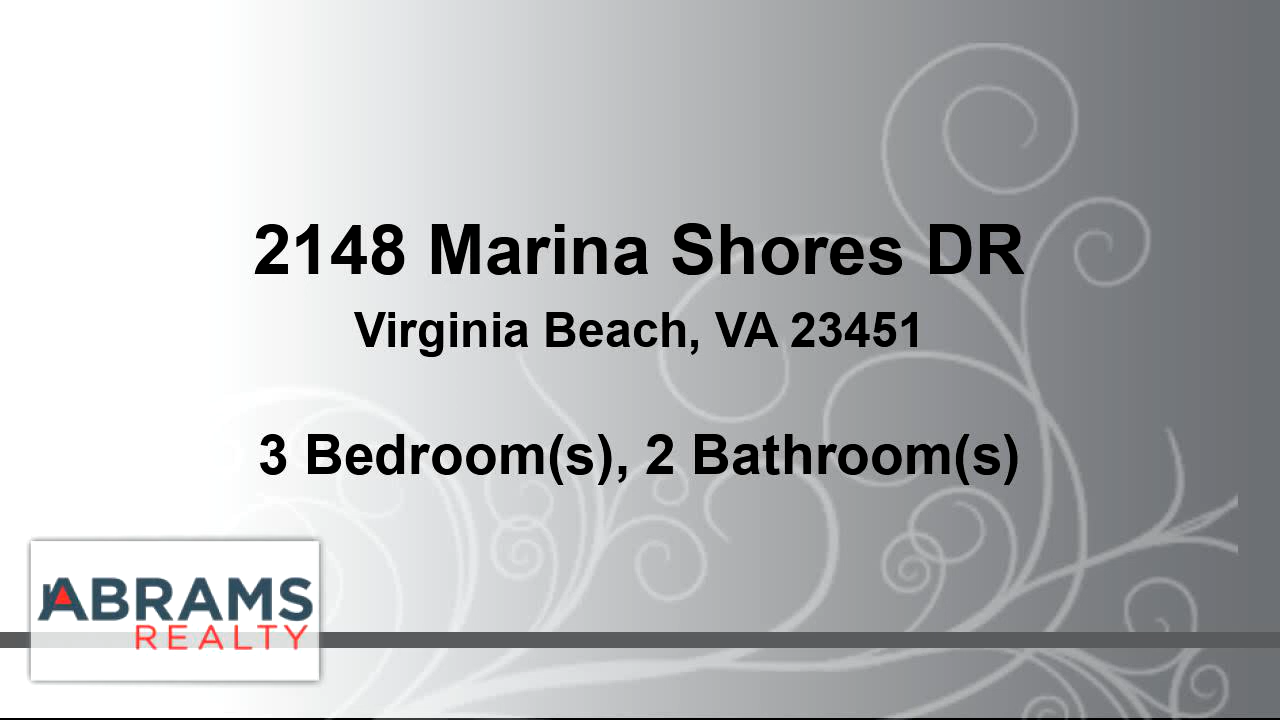 2148 Marina Shores DR
Virginia Beach, VA 23451
3 Bedroom(s), 2 Bathroom(s)
ABRAMS
REALTY